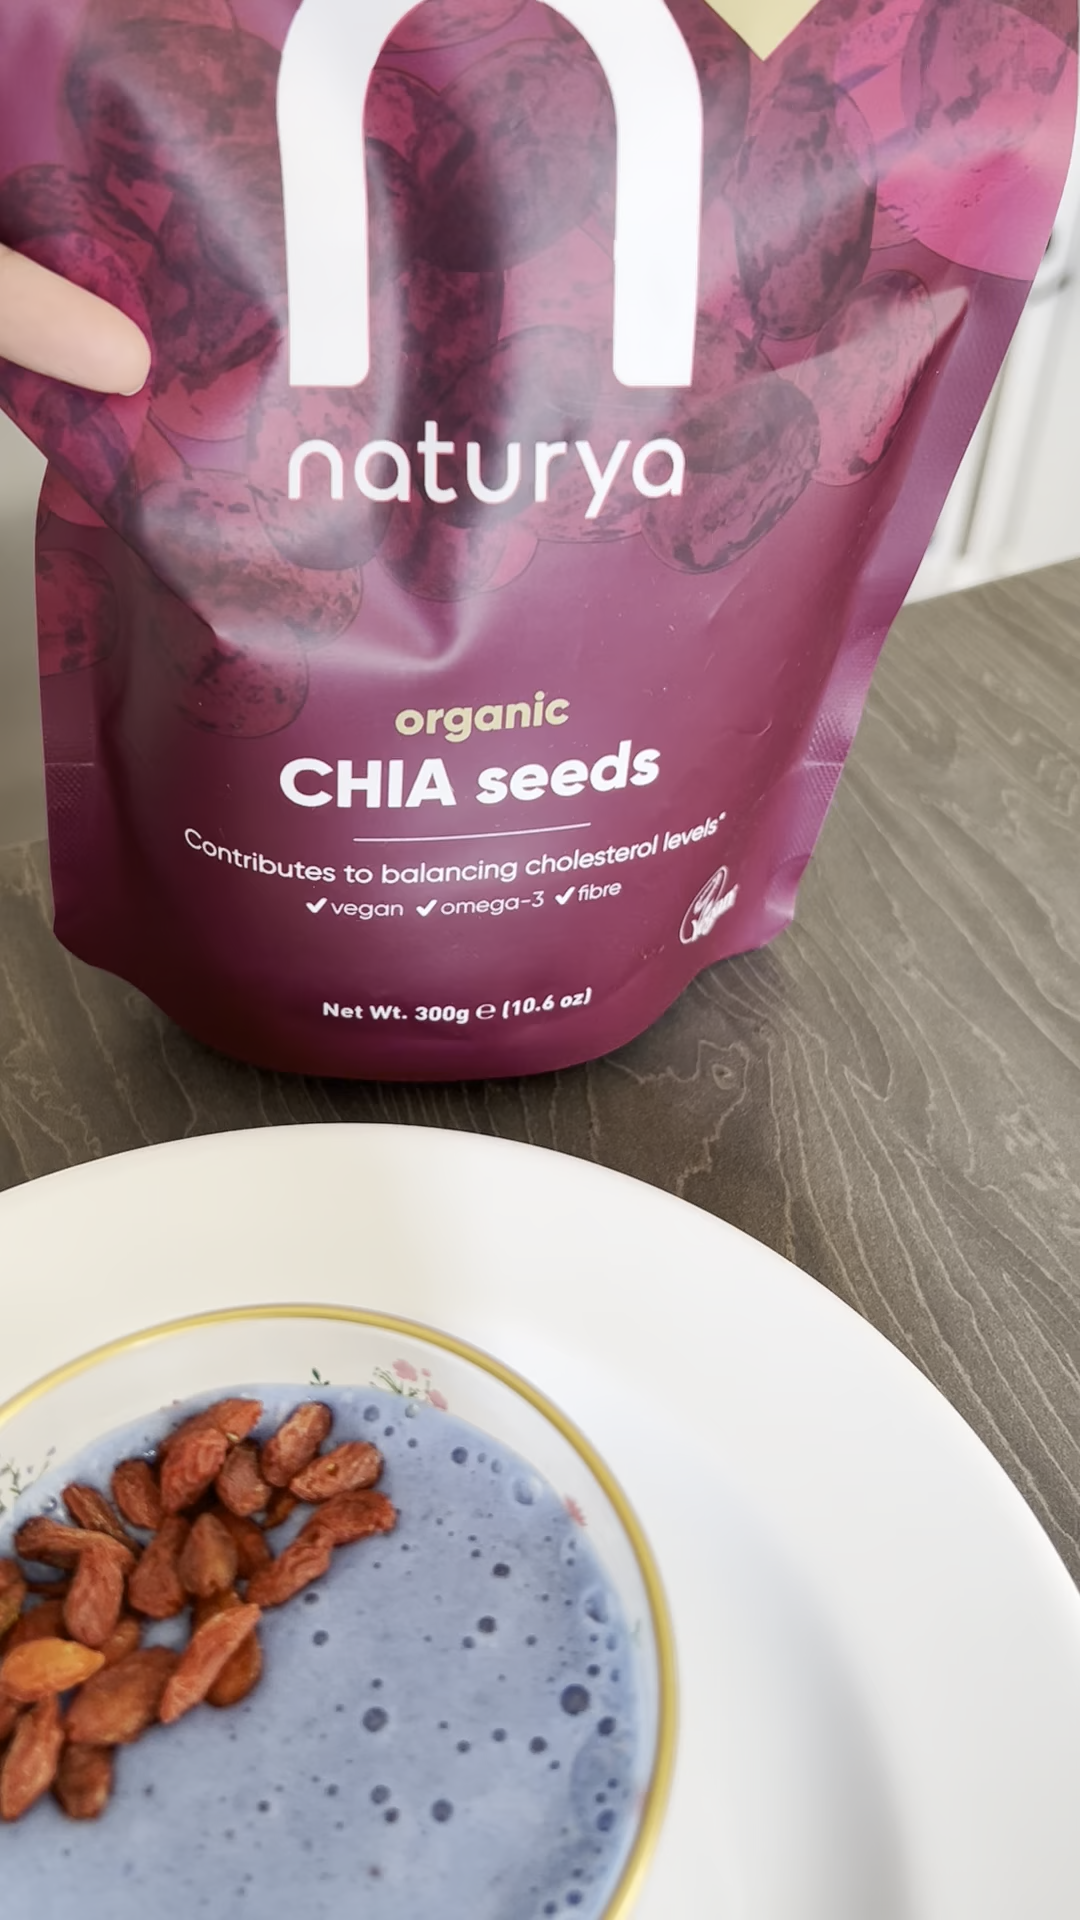 n
naturya
organic
CHIA seeds
Contributes to balancing cholesterol levels*
✓vegan ✓omega-3 ✓fibre
Vegan
Net Wt. 300g ℮ (10.6 oz)